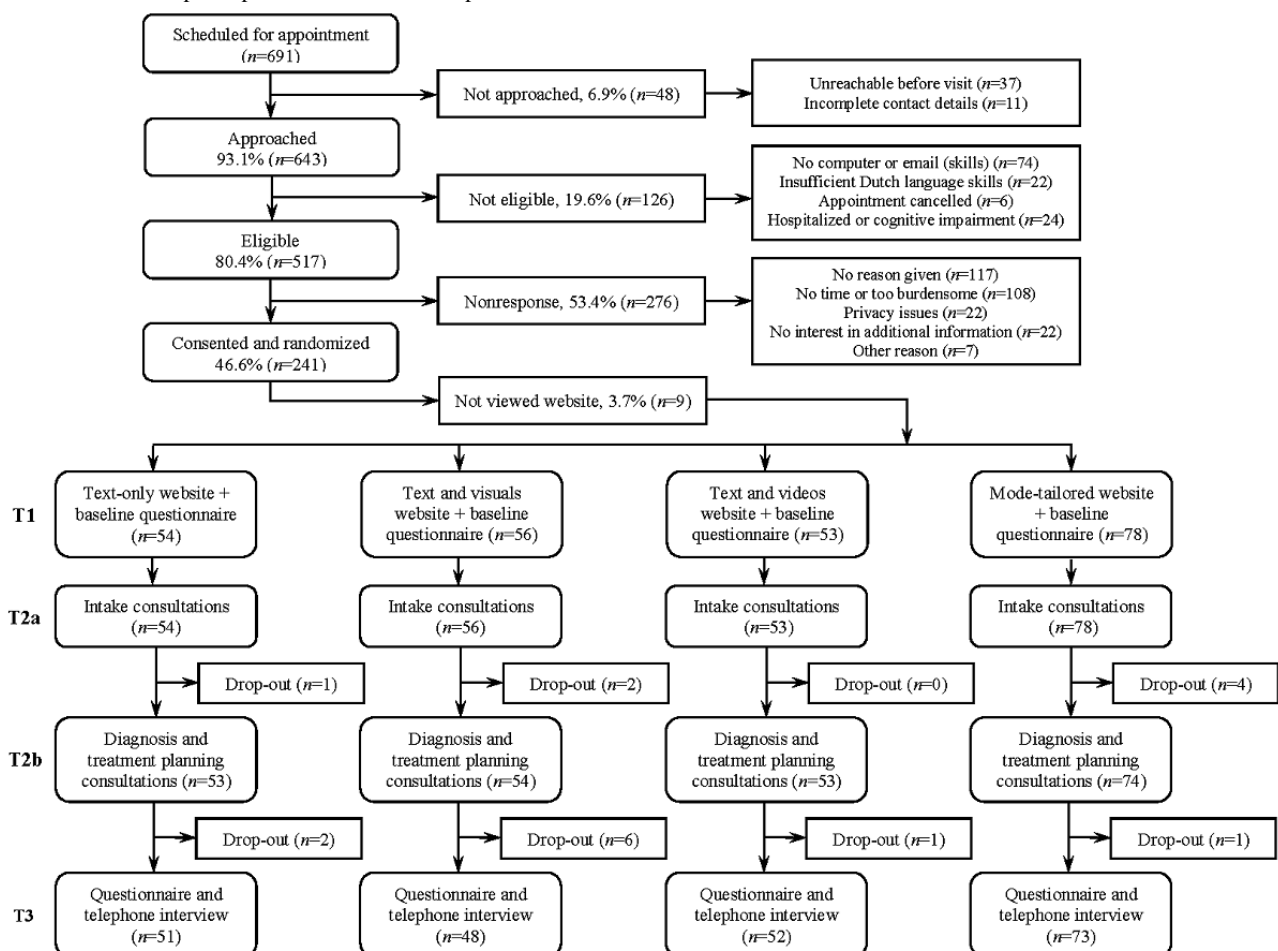 Scheduled for appointment
(n=691)
Not approached, 6.9% (n=48)
Unreachable before visit (n=37)
Incomplete contact details (n=11)
Approached
93.1% (n=643)
Not eligible, 19.6% (n=126)
No computer or email (skills) (n=74)
Insufficient Dutch language skills (n=22)
Appointment cancelled (n=6)
Hospitalized or cognitive impairment (n=24)
Eligible
80.4% (n=517)
Nonresponse, 53.4% (n=276)
No reason given (n=117)
No time or too burdensome (n=108)
Privacy issues (n=22)
No interest in additional information (n=22)
Other reason (n=7)
Consented and randomized
46.6% (n=241)
Not viewed website, 3.7% (n=9)
T1
Text-only website +
baseline questionnaire
(n=54)
Text and visuals
website + baseline
questionnaire (n=56)
Text and videos
website + baseline
questionnaire (n=53)
Mode-tailored website
+ baseline
questionnaire (n=78)
T2a
Intake consultations
(n=54)
Intake consultations
(n=56)
Intake consultations
(n=53)
Intake consultations
(n=78)
Drop-out (n=1)
Drop-out (n=2)
Drop-out (n=0)
Drop-out (n=4)
T2b
Diagnosis and
treatment planning
consultations (n=53)
Diagnosis and
treatment planning
consultations (n=54)
Diagnosis and
treatment planning
consultations (n=53)
Diagnosis and
treatment planning
consultations (n=74)
Drop-out (n=2)
Drop-out (n=6)
Drop-out (n=1)
Drop-out (n=1)
T3
Questionnaire and
telephone interview
(n=51)
Questionnaire and
telephone interview
(n=48)
Questionnaire and
telephone interview
(n=52)
Questionnaire and
telephone interview
(n=73)